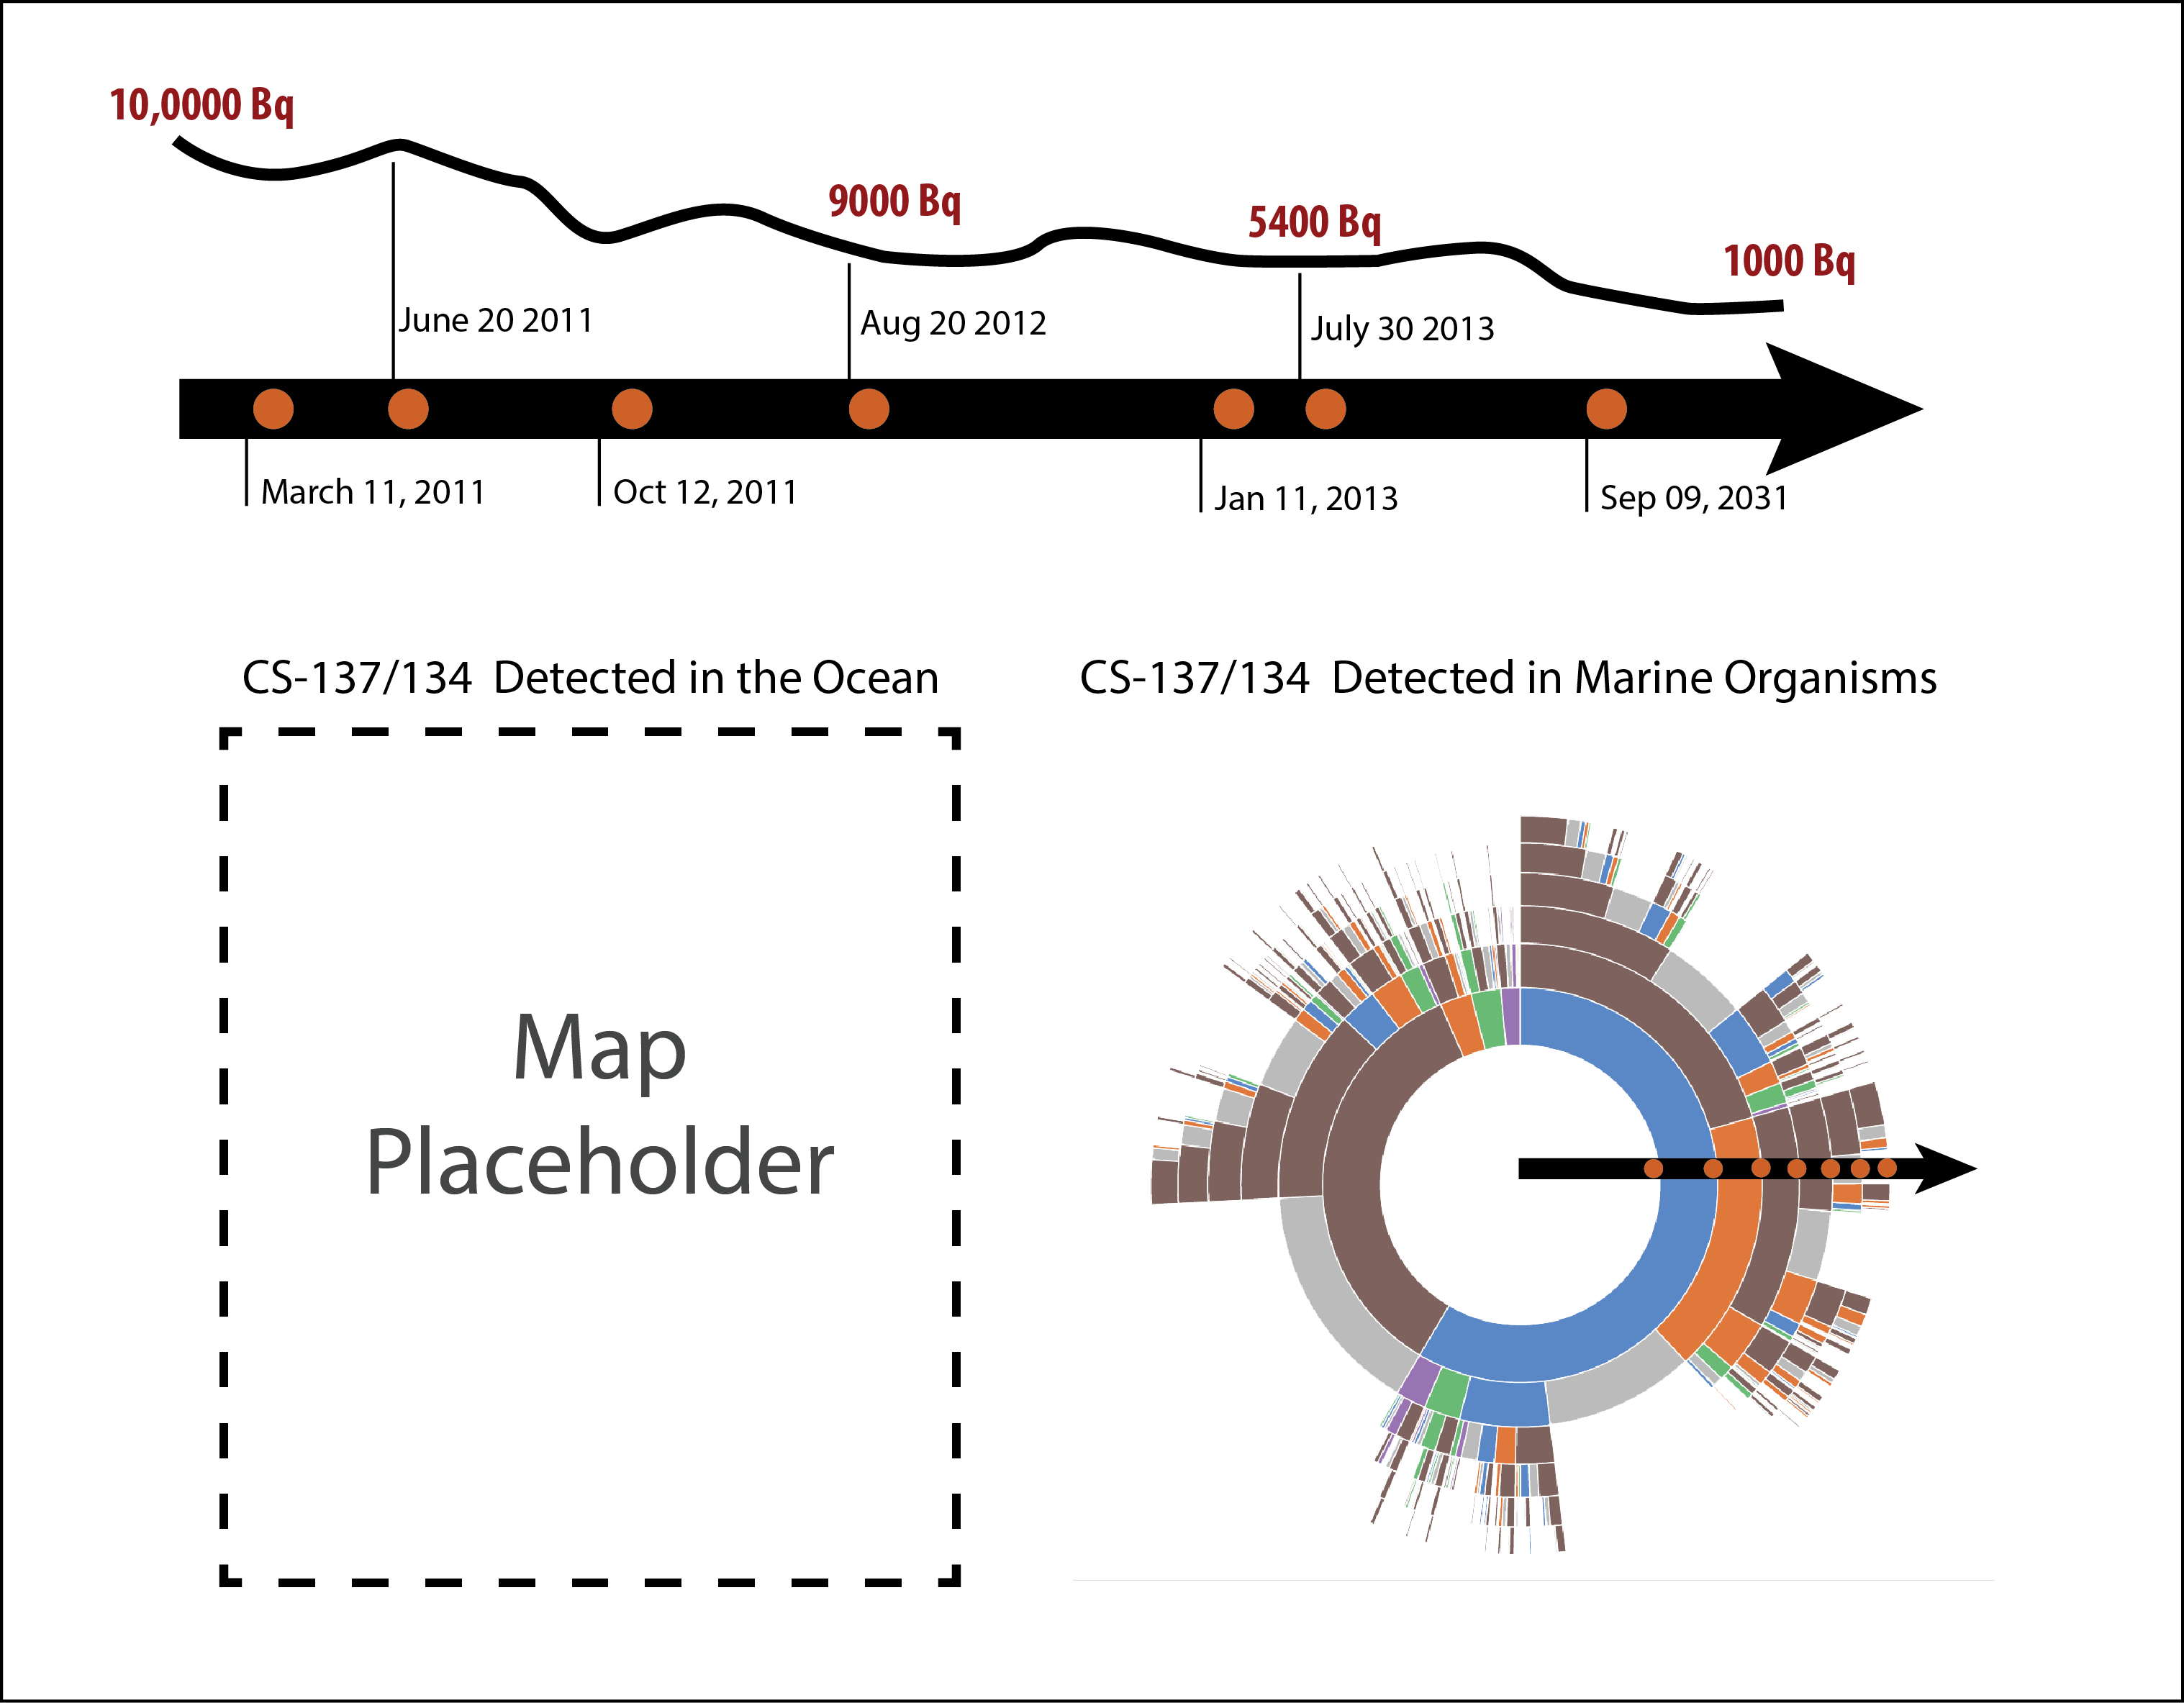 10,0000 Bq
9000 Bq
5400 Bq
1000 Bq
June 20 2011
Aug 20 2012
July 30 2013
March 11, 2011
Oct 12, 2011
Jan 11, 2013
Sep 09, 2031
CS-137/134 Detected in the Ocean
CS-137/134 Detected in Marine Organisms
Map
Placeholder